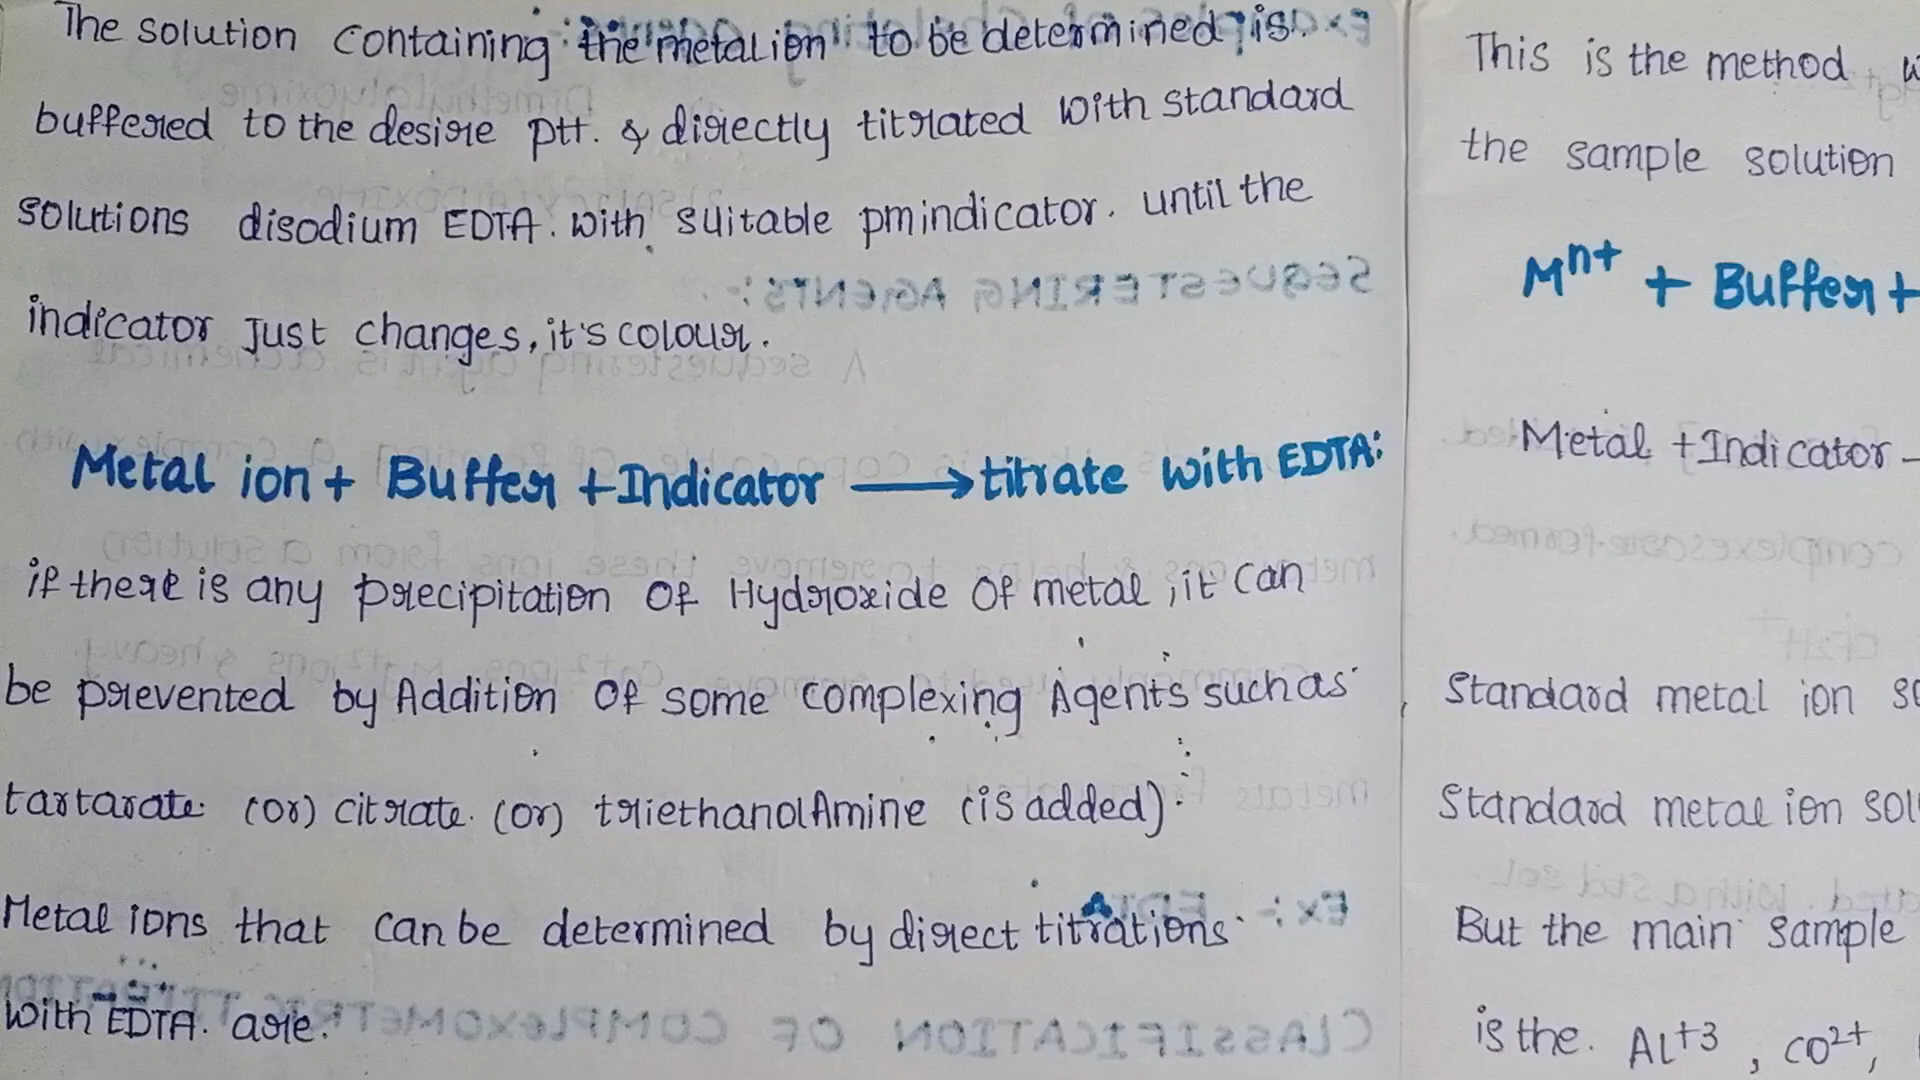 The solution containing the metal ion to be determined is
buffered to the desire PH. & directly titrated with standard
solutions disodium EDTA. with suitable pmindicator. until the
indicator Just changes, it's colour.
Metal ion + Buffer + Indicator → titrate with EDTA:
if there is any precipitation Of Hydroxide Of metal, it can
be prevented by Addition Of some complexing Agents such as
tartarate (or) citrate. (or) triethanolAmine (is added).
Metal ions that can be determined by direct titrations
with EDTA. are.
This is the method
the sample solution
Mⁿ⁺ + Buffer +
Metal + Indicator
Standard metal ion
Standard metal ion
But the main sample
is the. Al+3, CO2+,